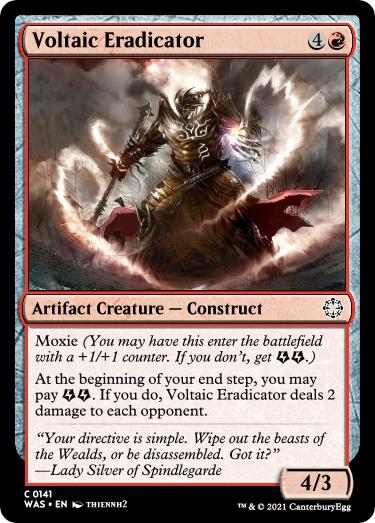 Voltaic Eradicator 4
Artifact Creature — Construct
Moxie (You may have this enter the battlefield
with a +1/+1 counter. If you don't, get .)
At the beginning of your end step, you may
pay . If you do, Voltaic Eradicator deals 2
damage to each opponent.
“Your directive is simple. Wipe out the beasts of
the Wealds, or be disassembled. Got it?”
—Lady Silver of Spindlegarde
4/3
C 0141
WAS • EN THIENNH2
™ & © 2021 CanterburyEgg